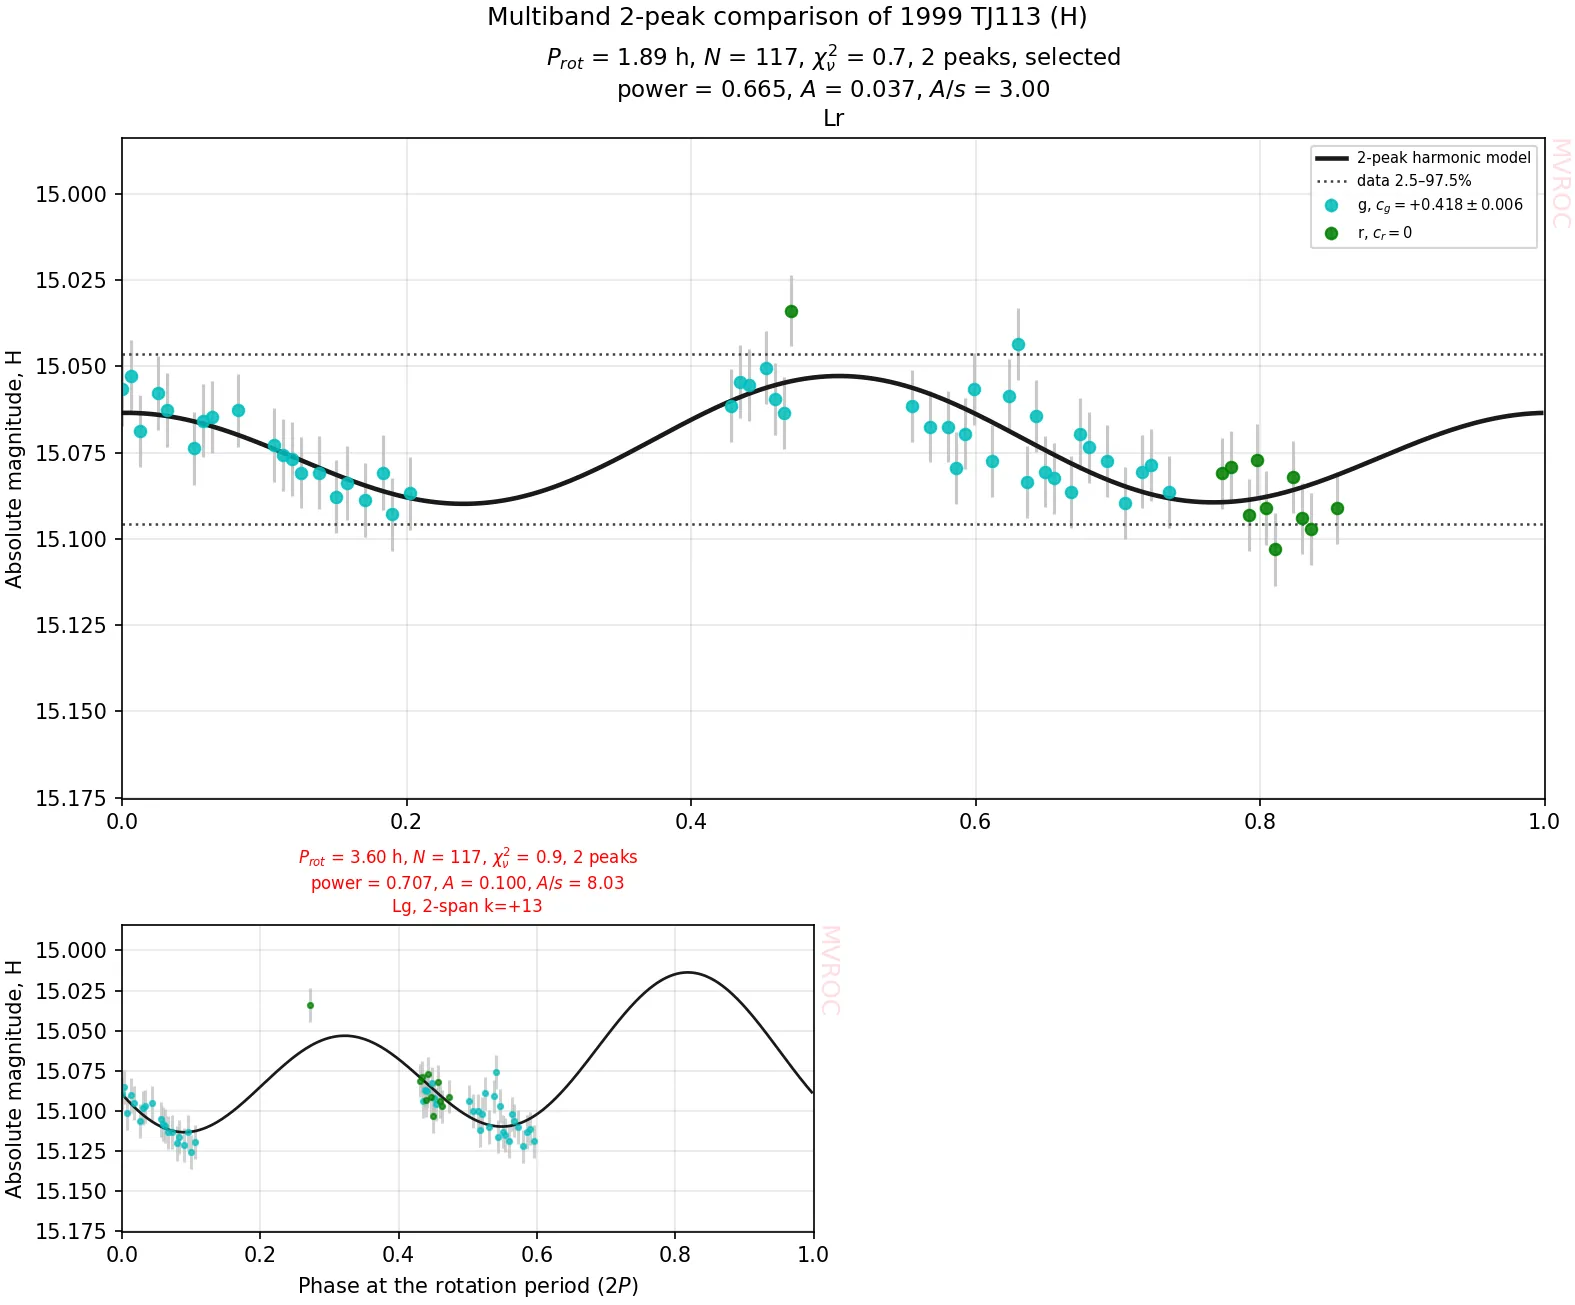 Multiband 2-peak comparison of 1999 TJ113 (H)
P_rot = 1.89 h, N = 117, χ²_ν = 0.7, 2 peaks, selected
power = 0.665, A = 0.037, A/s = 3.00
Lr
2-peak harmonic model
data 2.5–97.5%
g, c_g = +0.418 ± 0.006
r, c_r = 0
MVROC
Absolute magnitude, H
15.000
15.025
15.050
15.075
15.100
15.125
15.150
15.175
0.0 0.2 0.4 0.6 0.8 1.0
P_rot = 3.60 h, N = 117, χ²_ν = 0.9, 2 peaks
power = 0.707, A = 0.100, A/s = 8.03
Lg, 2-span k=+13
MVROC
Absolute magnitude, H
15.000
15.025
15.050
15.075
15.100
15.125
15.150
15.175
0.0 0.2 0.4 0.6 0.8 1.0
Phase at the rotation period (2P)